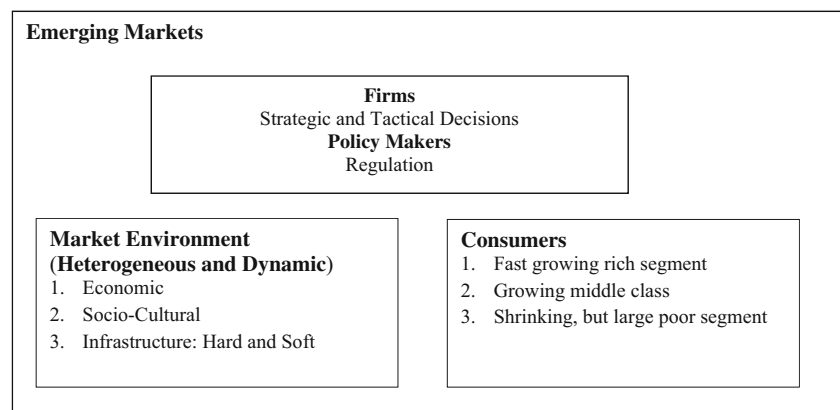 Emerging Markets
Firms
Strategic and Tactical Decisions
Policy Makers
Regulation
Market Environment
(Heterogeneous and Dynamic)
1. Economic
2. Socio-Cultural
3. Infrastructure: Hard and Soft
Consumers
1. Fast growing rich segment
2. Growing middle class
3. Shrinking, but large poor segment